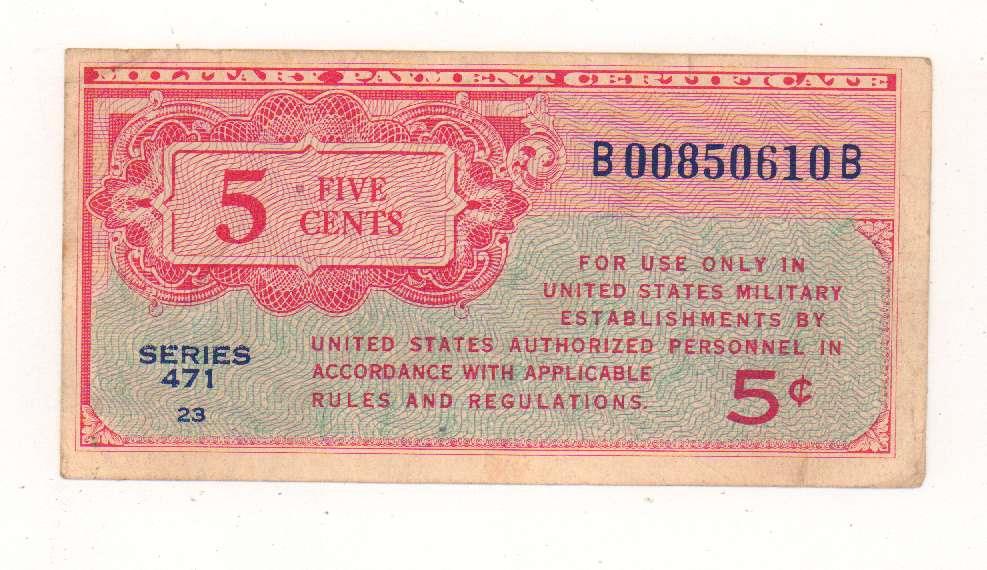 MILITARY PAYMENT CERTIFICATE
B00850610B
5 FIVE
CENTS
FOR USE ONLY IN
UNITED STATES MILITARY
ESTABLISHMENTS BY
UNITED STATES AUTHORIZED PERSONNEL IN
ACCORDANCE WITH APPLICABLE
RULES AND REGULATIONS.
SERIES
471
23
5¢